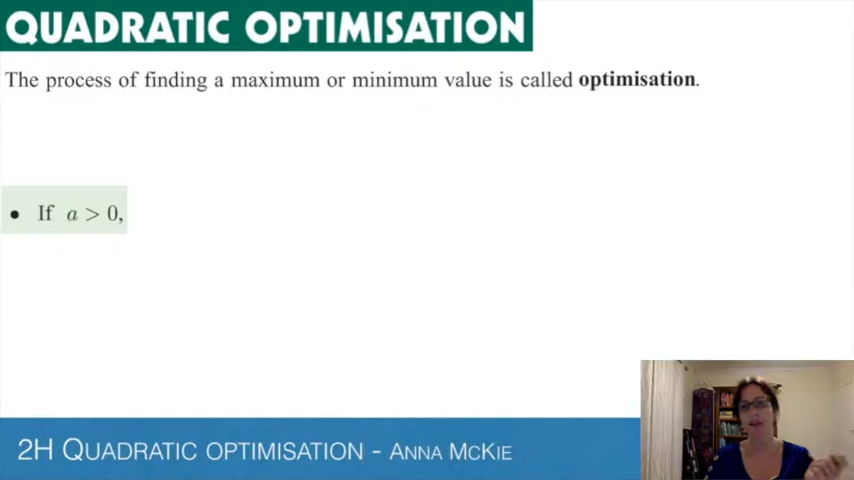 QUADRATIC OPTIMISATION
The process of finding a maximum or minimum value is called optimisation.
• If a > 0,
2H QUADRATIC OPTIMISATION - ANNA MCKIE